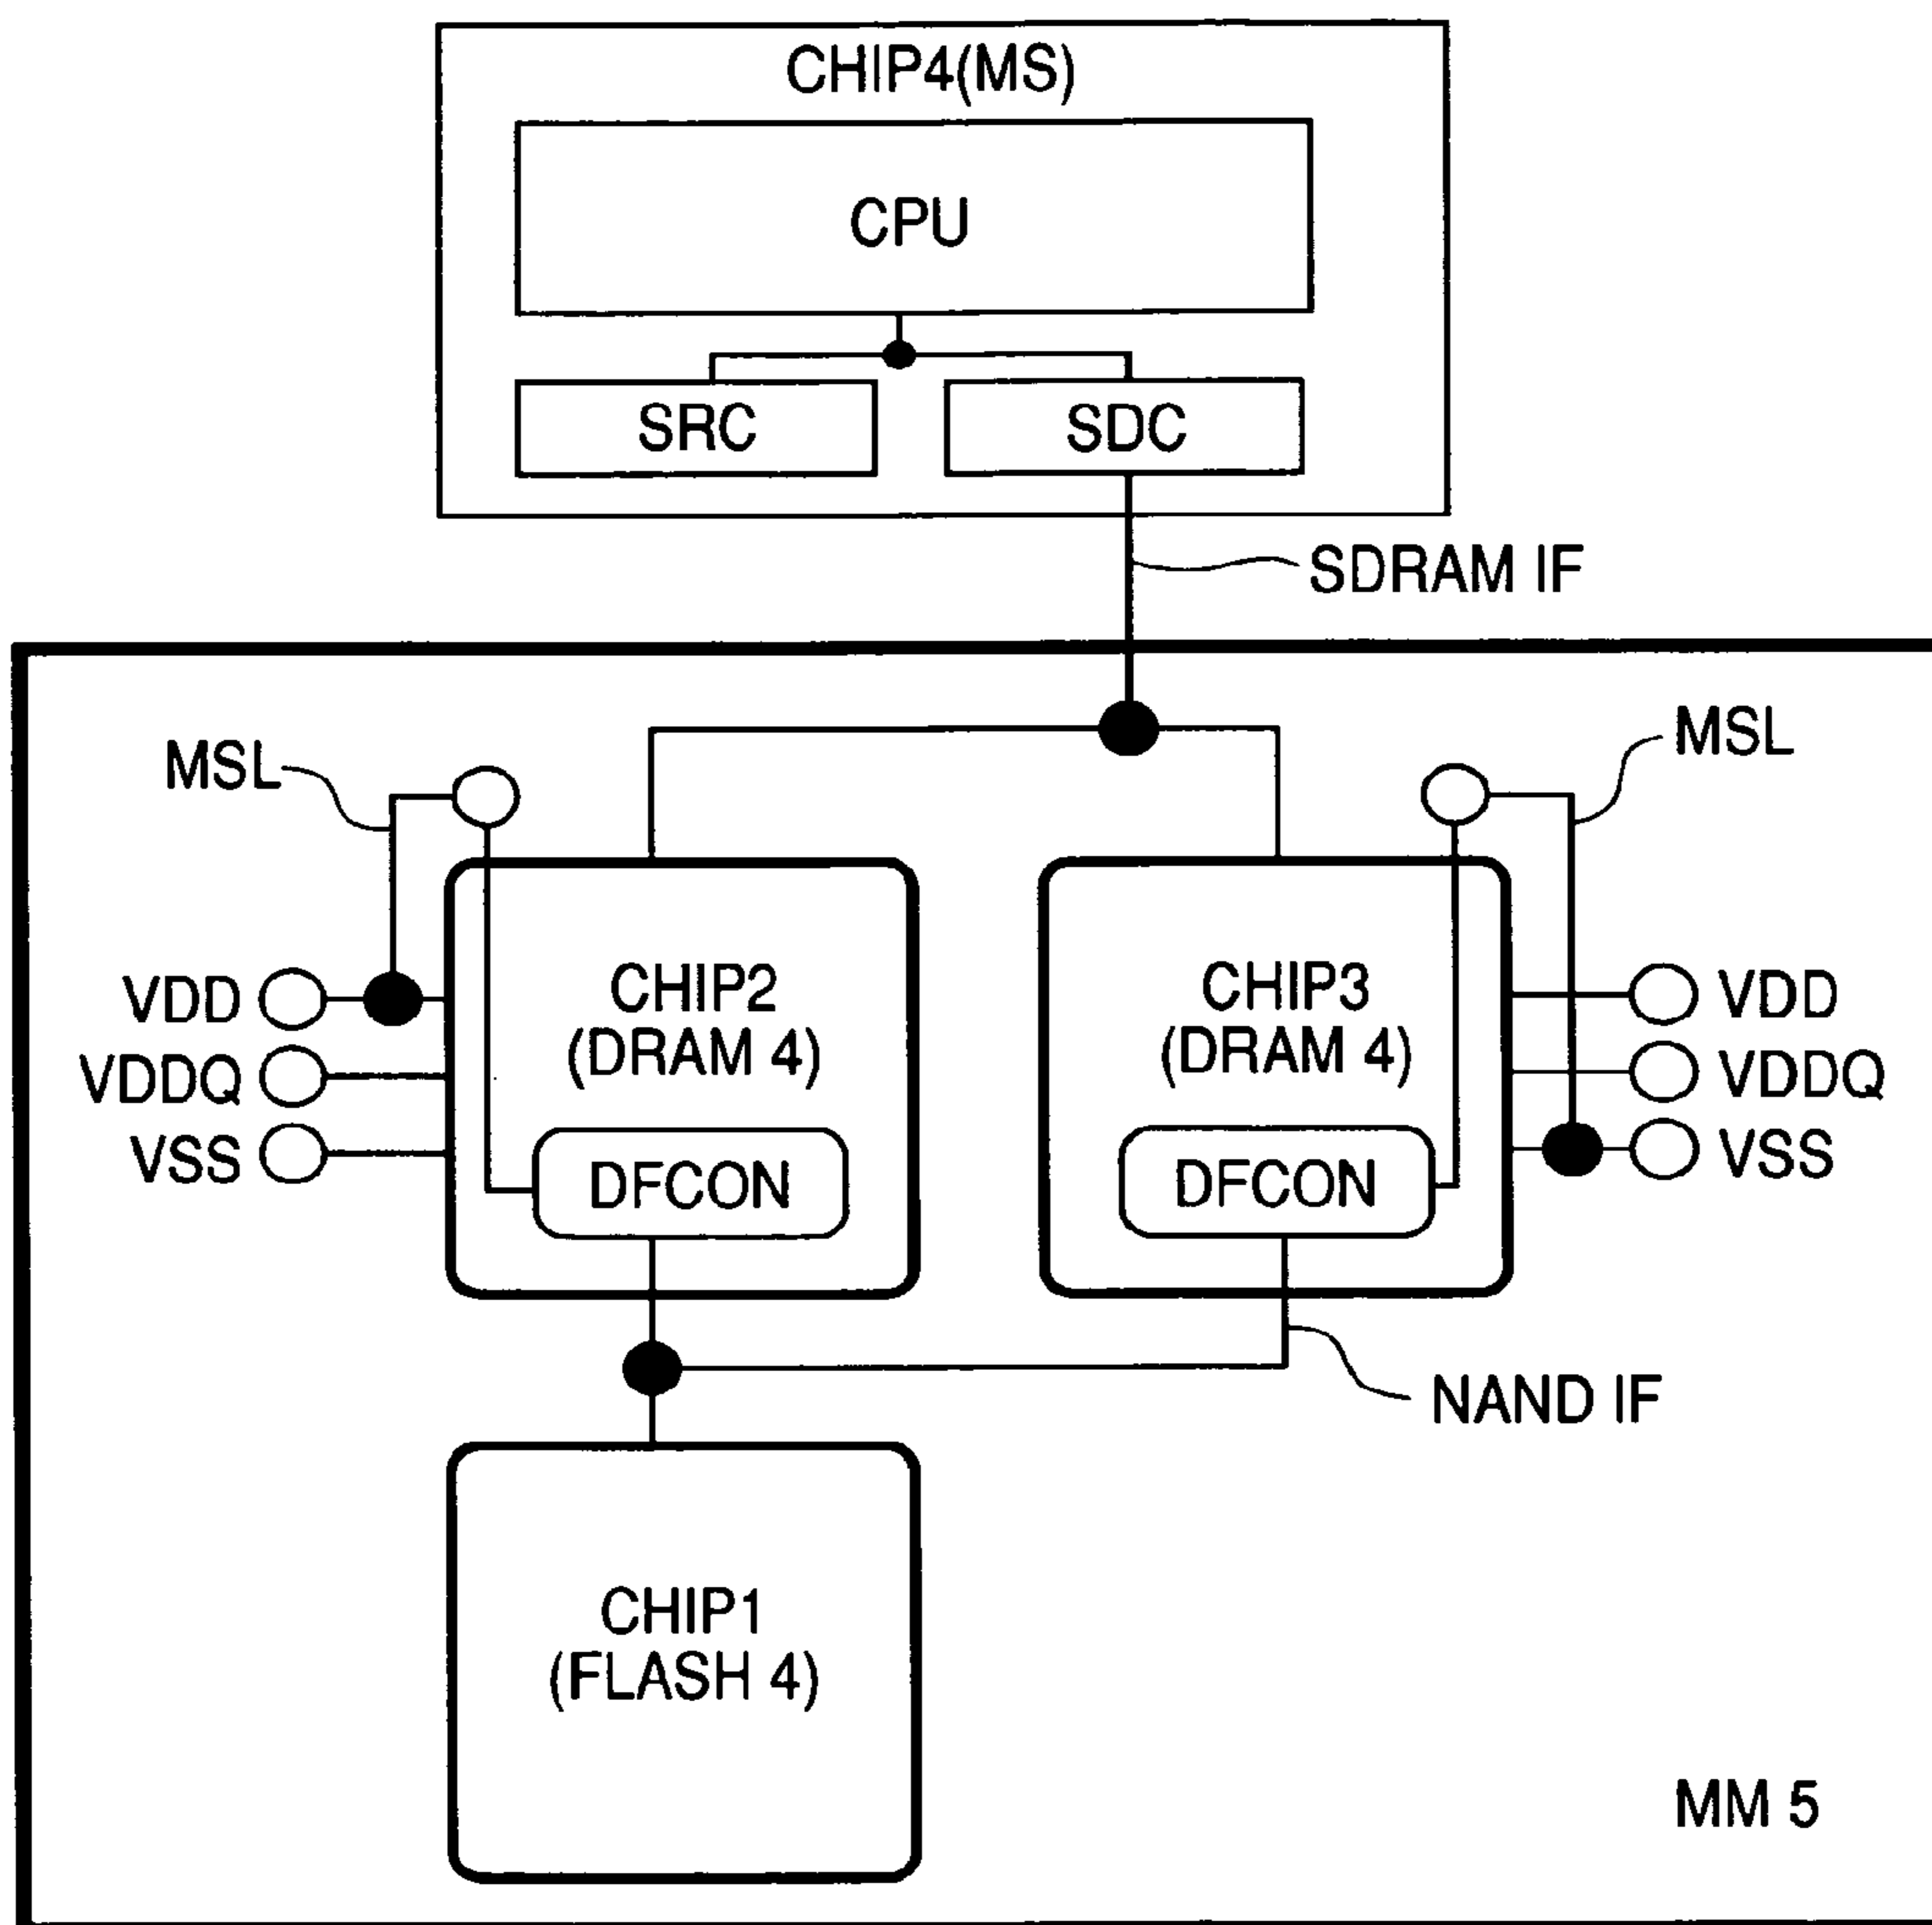 CHIP4(MS)
CPU
SRC
SDC
SDRAM IF
MSL
MSL
VDD
VDDQ
VSS
CHIP2
(DRAM 4)
DFCON
CHIP3
(DRAM 4)
DFCON
VDD
VDDQ
VSS
NAND IF
CHIP1
(FLASH 4)
MM 5